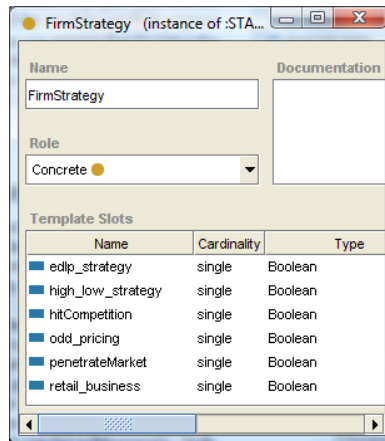 FirmStrategy (instance of :STA...
Name
Documentation
FirmStrategy
Role
Concrete
Template Slots
Name Cardinality Type
edlp_strategy single Boolean
high_low_strategy single Boolean
hitCompetition single Boolean
odd_pricing single Boolean
penetrateMarket single Boolean
retail_business single Boolean